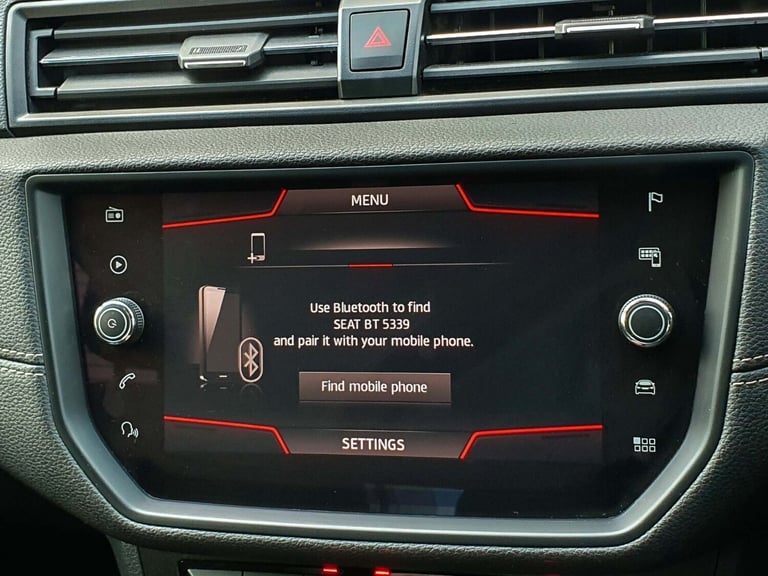 MENU
Use Bluetooth to find
SEAT BT 5339
and pair it with your mobile phone.
Find mobile phone
SETTINGS